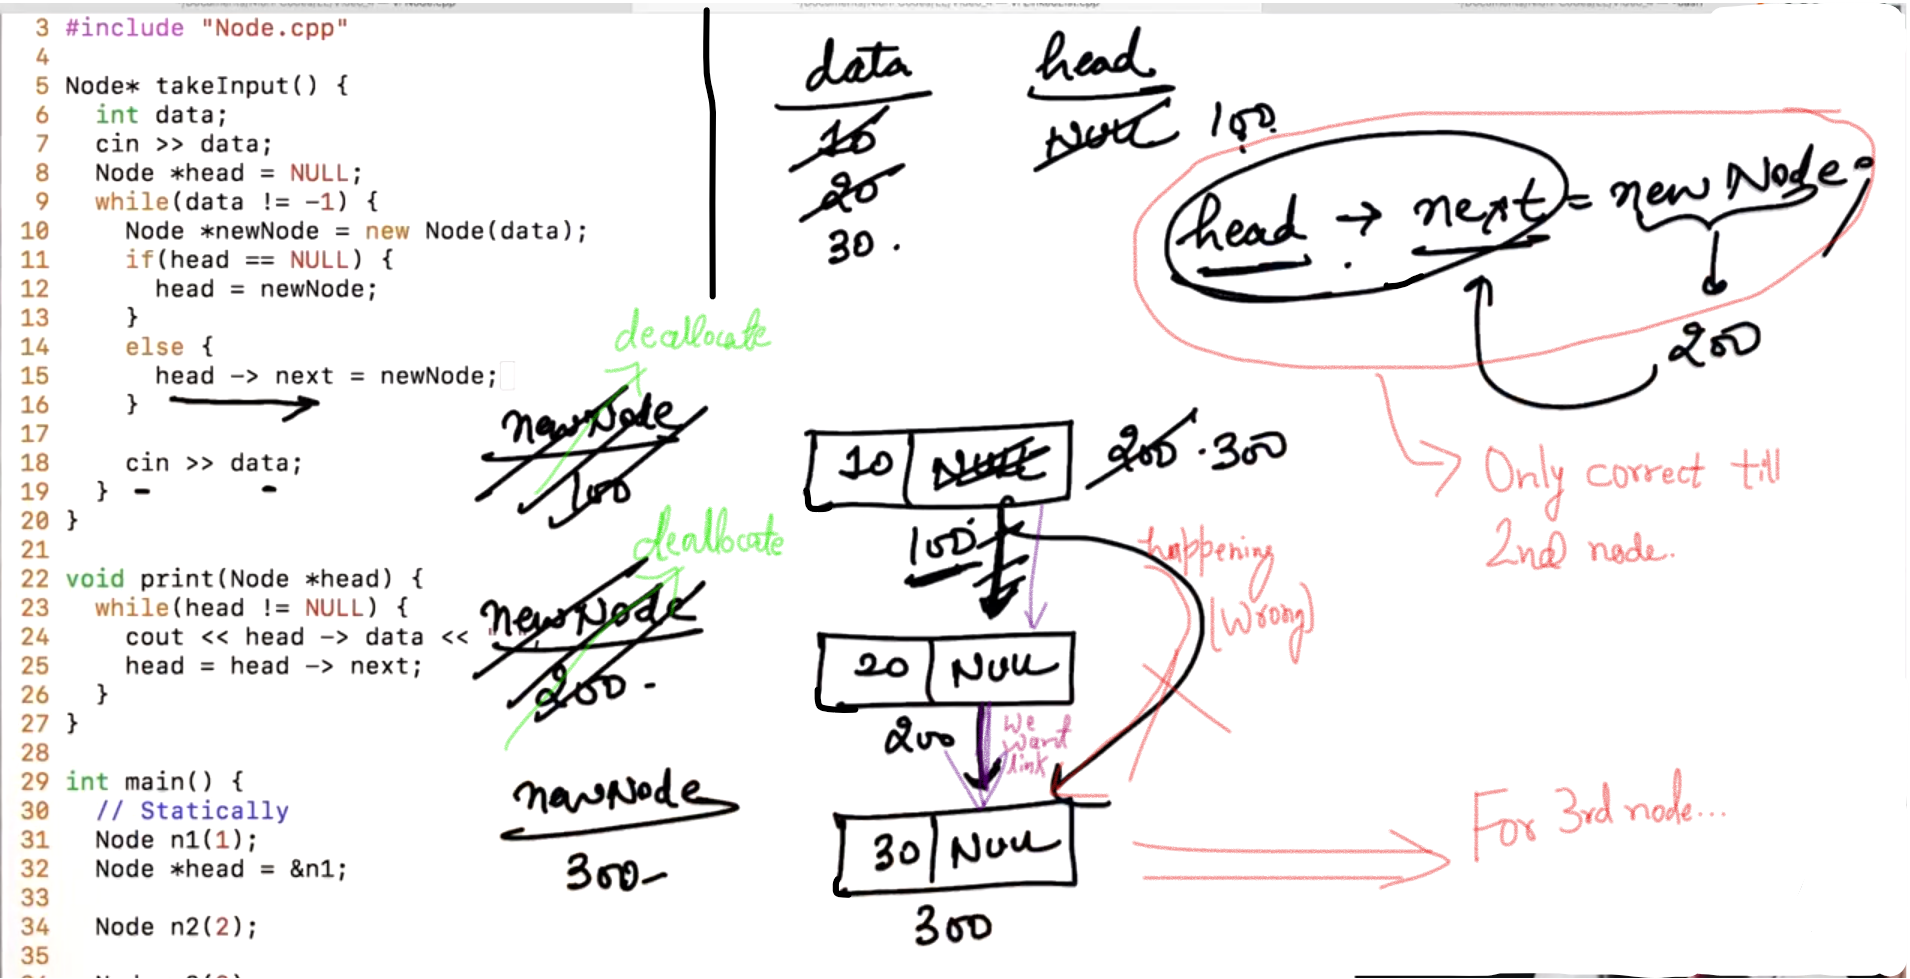 3 #include "Node.cpp"
4
5 Node* takeInput() {
6 int data;
7 cin >> data;
8 Node *head = NULL;
9 while(data != -1) {
10 Node *newNode = new Node(data);
11 if(head == NULL) {
12 head = newNode;
13 }
14 else {
15 head -> next = newNode;
16 }
17
18 cin >> data;
19 }
20 }
21
22 void print(Node *head) {
23 while(head != NULL) {
24 cout << head -> data << "
25 head = head -> next;
26 }
27 }
28
29 int main() {
30 // Statically
31 Node n1(1);
32 Node *head = &n1;
33
34 Node n2(2);
35
data
10
20
30.
head
NULL 100
head → next = newNode
200
deallocate
newNode
100
deallocate
newNode
200
newNode
300
10 NULL 200 300
100
20 NULL
200
we
want
link
30 NULL
300
happening
(Wrong)
Only correct till
2nd node.
For 3rd node...